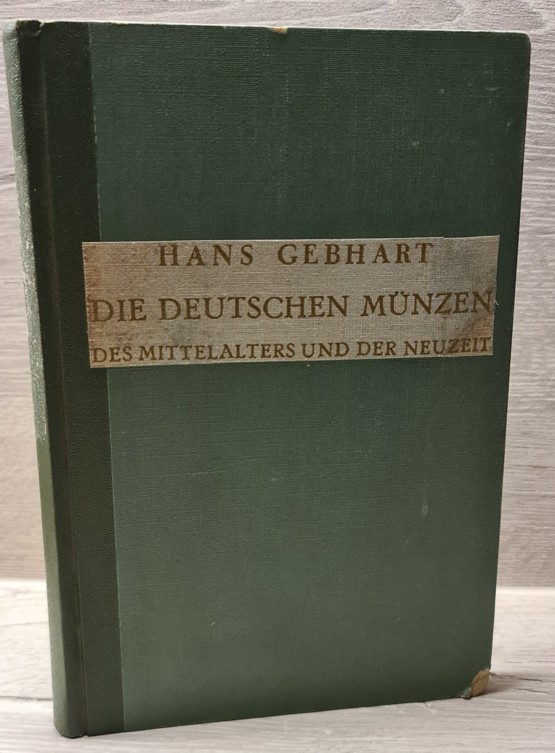 HANS GEBHART
DIE DEUTSCHEN MÜNZEN
DES MITTELALTERS UND DER NEUZEIT